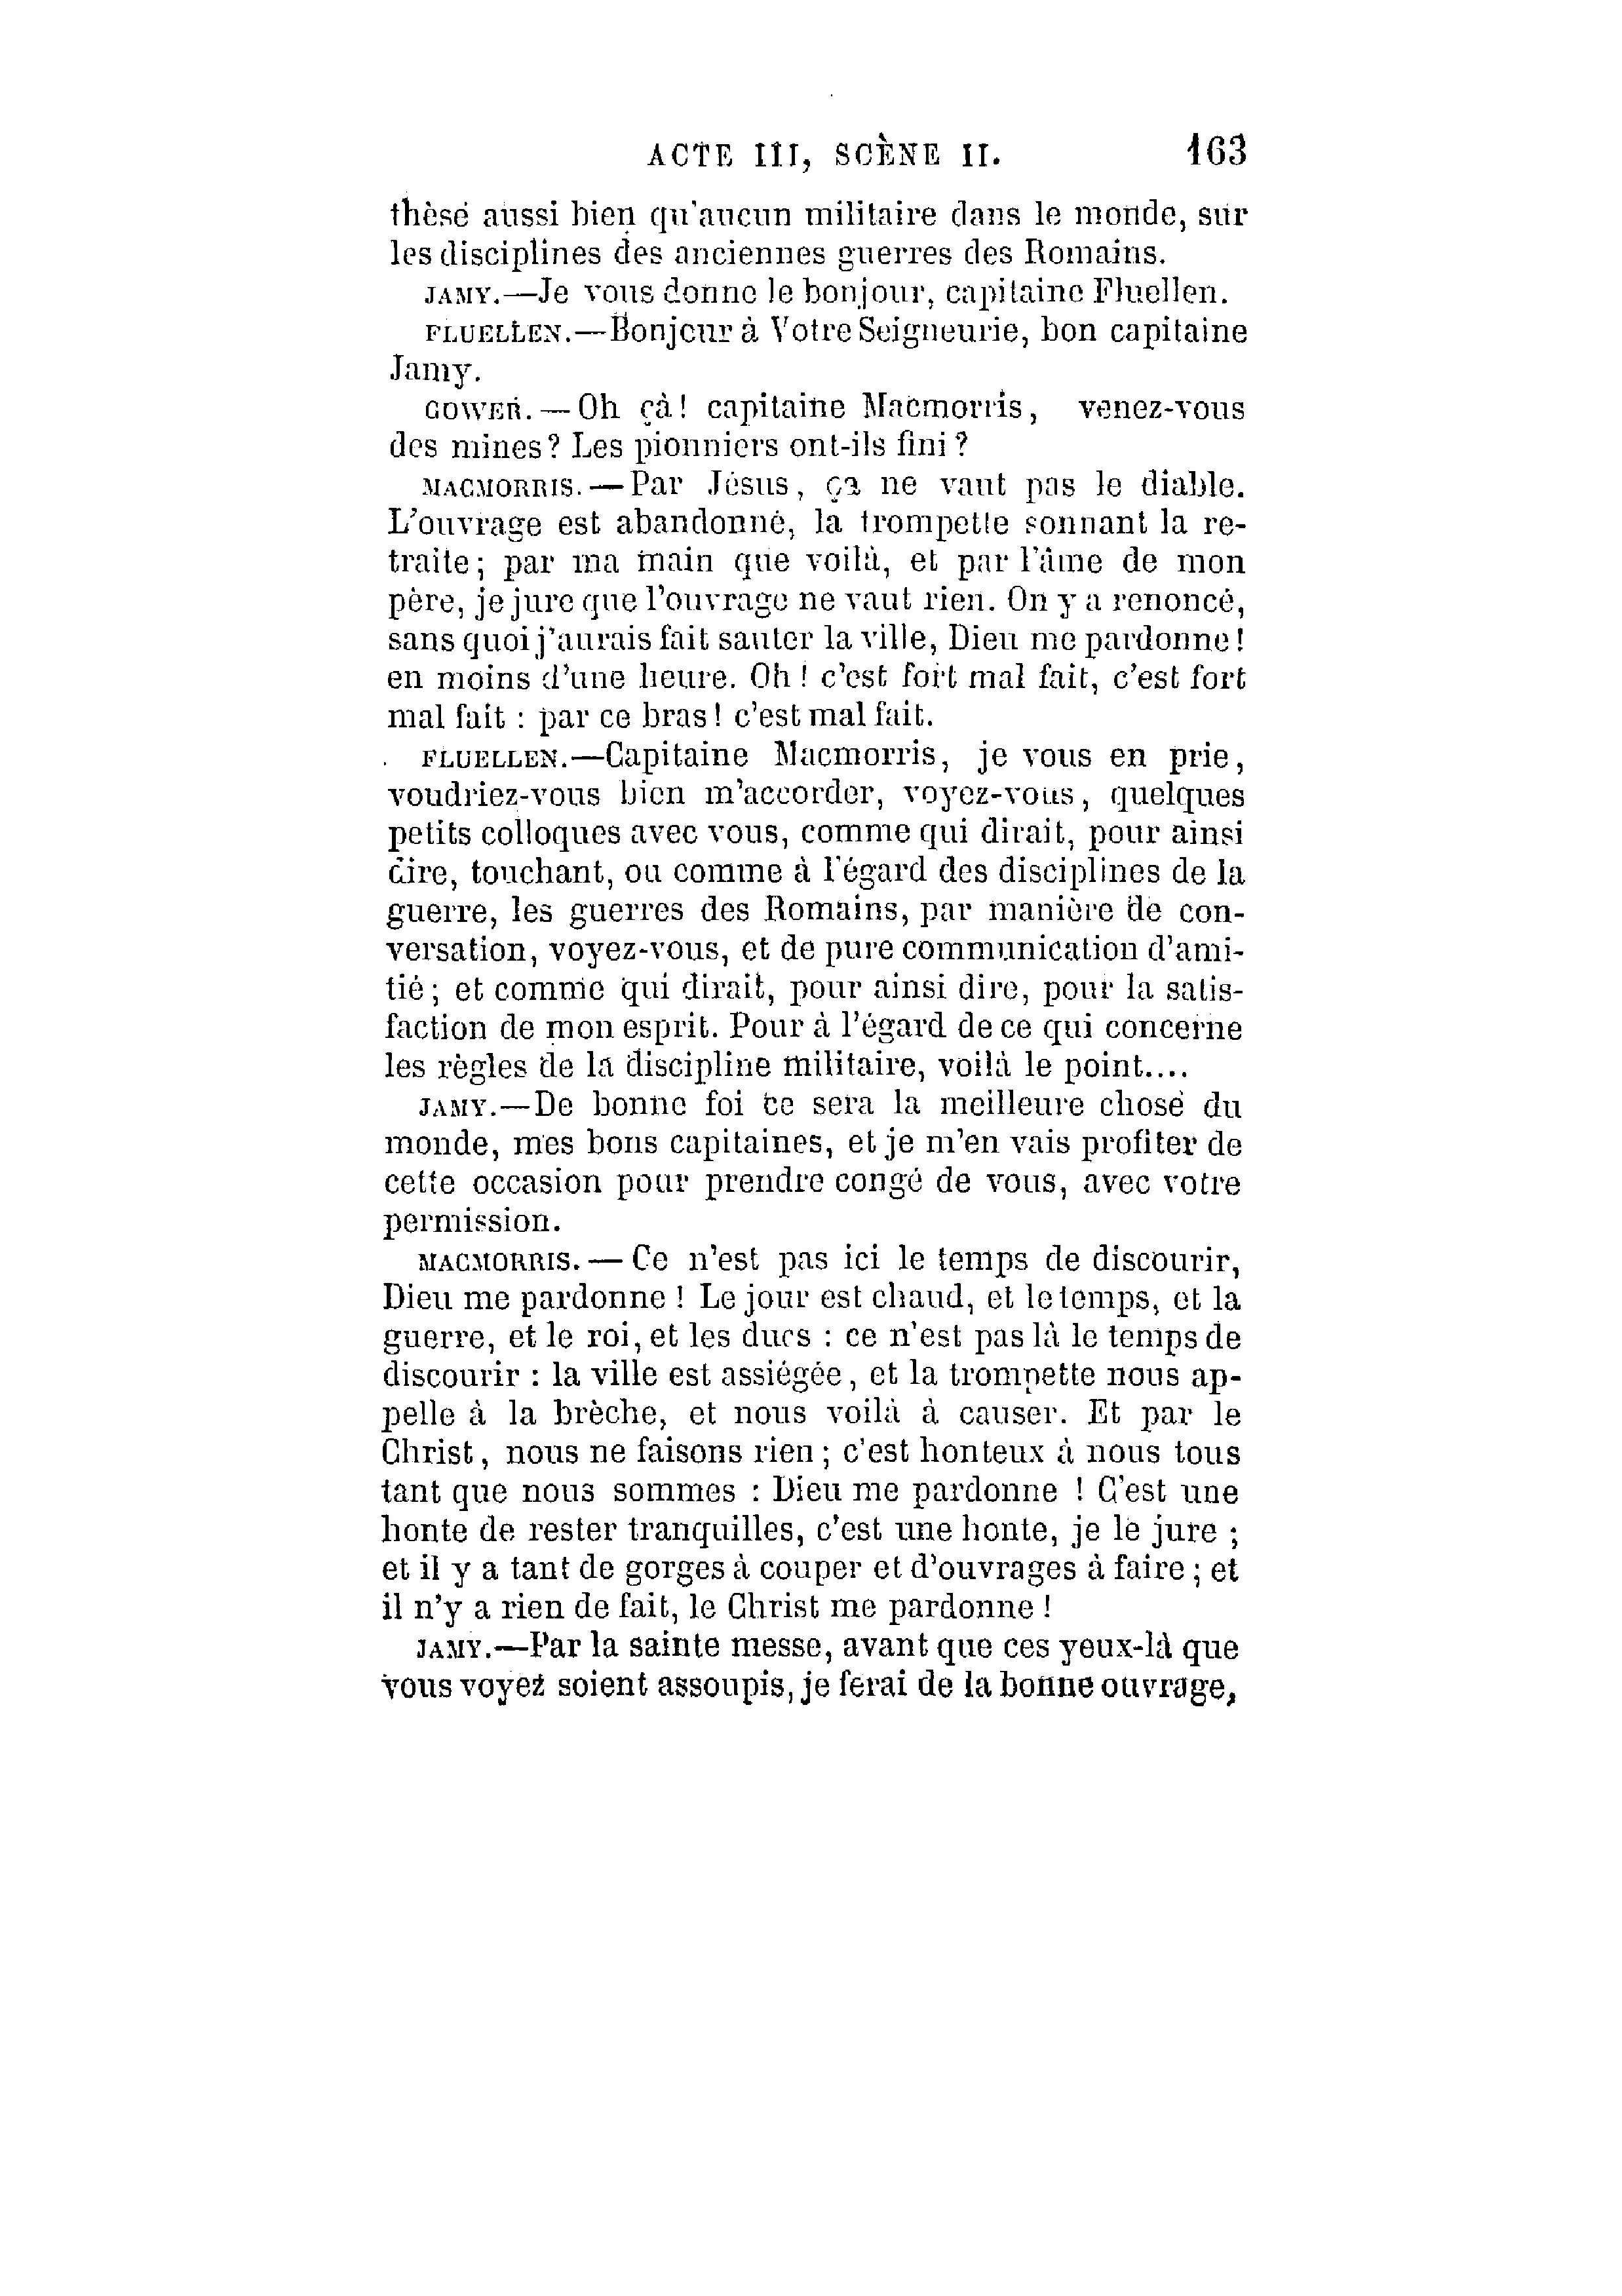 ACTE III, SCÈNE II. 163
thèse aussi bien qu'aucun militaire dans le monde, sur
les disciplines des anciennes guerres des Romains.
JAMY.—Je vous donne le bonjour, capitaine Fluellen.
FLUELLEN.—Bonjour à Votre Seigneurie, bon capitaine
Jamy.
GOWER.—Oh çà! capitaine Macmorris, venez-vous
des mines? Les pionniers ont-ils fini?
MACMORRIS.—Par Jésus, ça ne vaut pas le diable.
L'ouvrage est abandonné, la trompette sonnant la re-
traite; par ma main que voilà, et par l'âme de mon
père, je jure que l'ouvrage ne vaut rien. On y a renoncé,
sans quoi j'aurais fait sauter la ville, Dieu me pardonne!
en moins d'une heure. Oh! c'est fort mal fait, c'est fort
mal fait : par ce bras! c'est mal fait.
FLUELLEN.—Capitaine Macmorris, je vous en prie,
voudriez-vous bien m'accorder, voyez-vous, quelques
petits colloques avec vous, comme qui dirait, pour ainsi
dire, touchant, ou comme à l'égard des disciplines de la
guerre, les guerres des Romains, par manière de con-
versation, voyez-vous, et de pure communication d'ami-
tié; et comme qui dirait, pour ainsi dire, pour la satis-
faction de mon esprit. Pour à l'égard de ce qui concerne
les règles de la discipline militaire, voilà le point....
JAMY.—De bonne foi ce sera la meilleure chose du
monde, mes bons capitaines, et je m'en vais profiter de
cette occasion pour prendre congé de vous, avec votre
permission.
MACMORRIS.—Ce n'est pas ici le temps de discourir,
Dieu me pardonne! Le jour est chaud, et le temps, et la
guerre, et le roi, et les ducs : ce n'est pas là le temps de
discourir : la ville est assiégée, et la trompette nous ap-
pelle à la brèche, et nous voilà à causer. Et par le
Christ, nous ne faisons rien; c'est honteux à nous tous
tant que nous sommes : Dieu me pardonne! C'est une
honte de rester tranquilles, c'est une honte, je le jure;
et il y a tant de gorges à couper et d'ouvrages à faire; et
il n'y a rien de fait, le Christ me pardonne!
JAMY.—Par la sainte messe, avant que ces yeux-là que
vous voyez soient assoupis, je ferai de la bonne ouvrage,